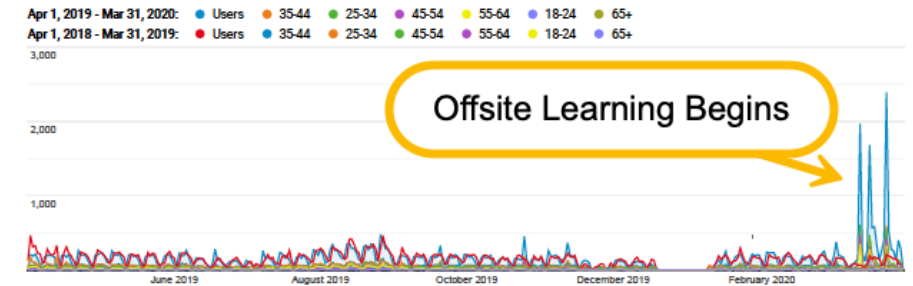 Apr 1, 2019 - Mar 31, 2020: Users 35-44 25-34 45-54 55-64 18-24 65+
Apr 1, 2018 - Mar 31, 2019: Users 35-44 25-34 45-54 55-64 18-24 65+
3,000
Offsite Learning Begins
2,000
1,000
June 2019 August 2019 October 2019 December 2019 February 2020